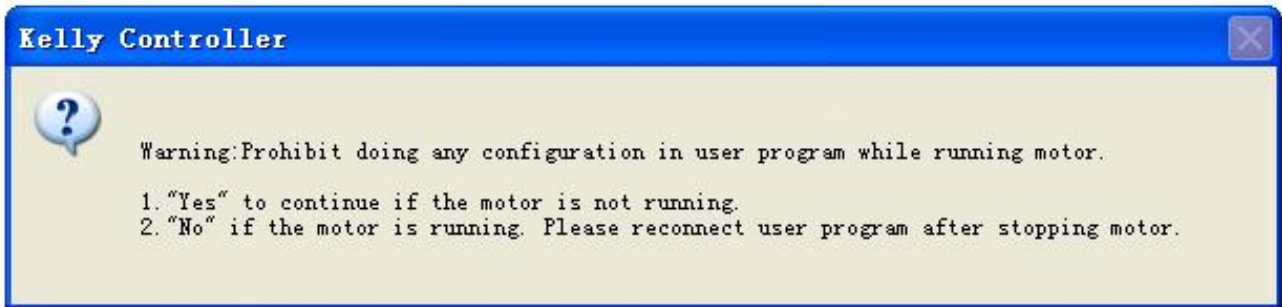 Kelly Controller
?
Warning:Prohibit doing any configuration in user program while running motor.
1."Yes" to continue if the motor is not running.
2."No" if the motor is running. Please reconnect user program after stopping motor.